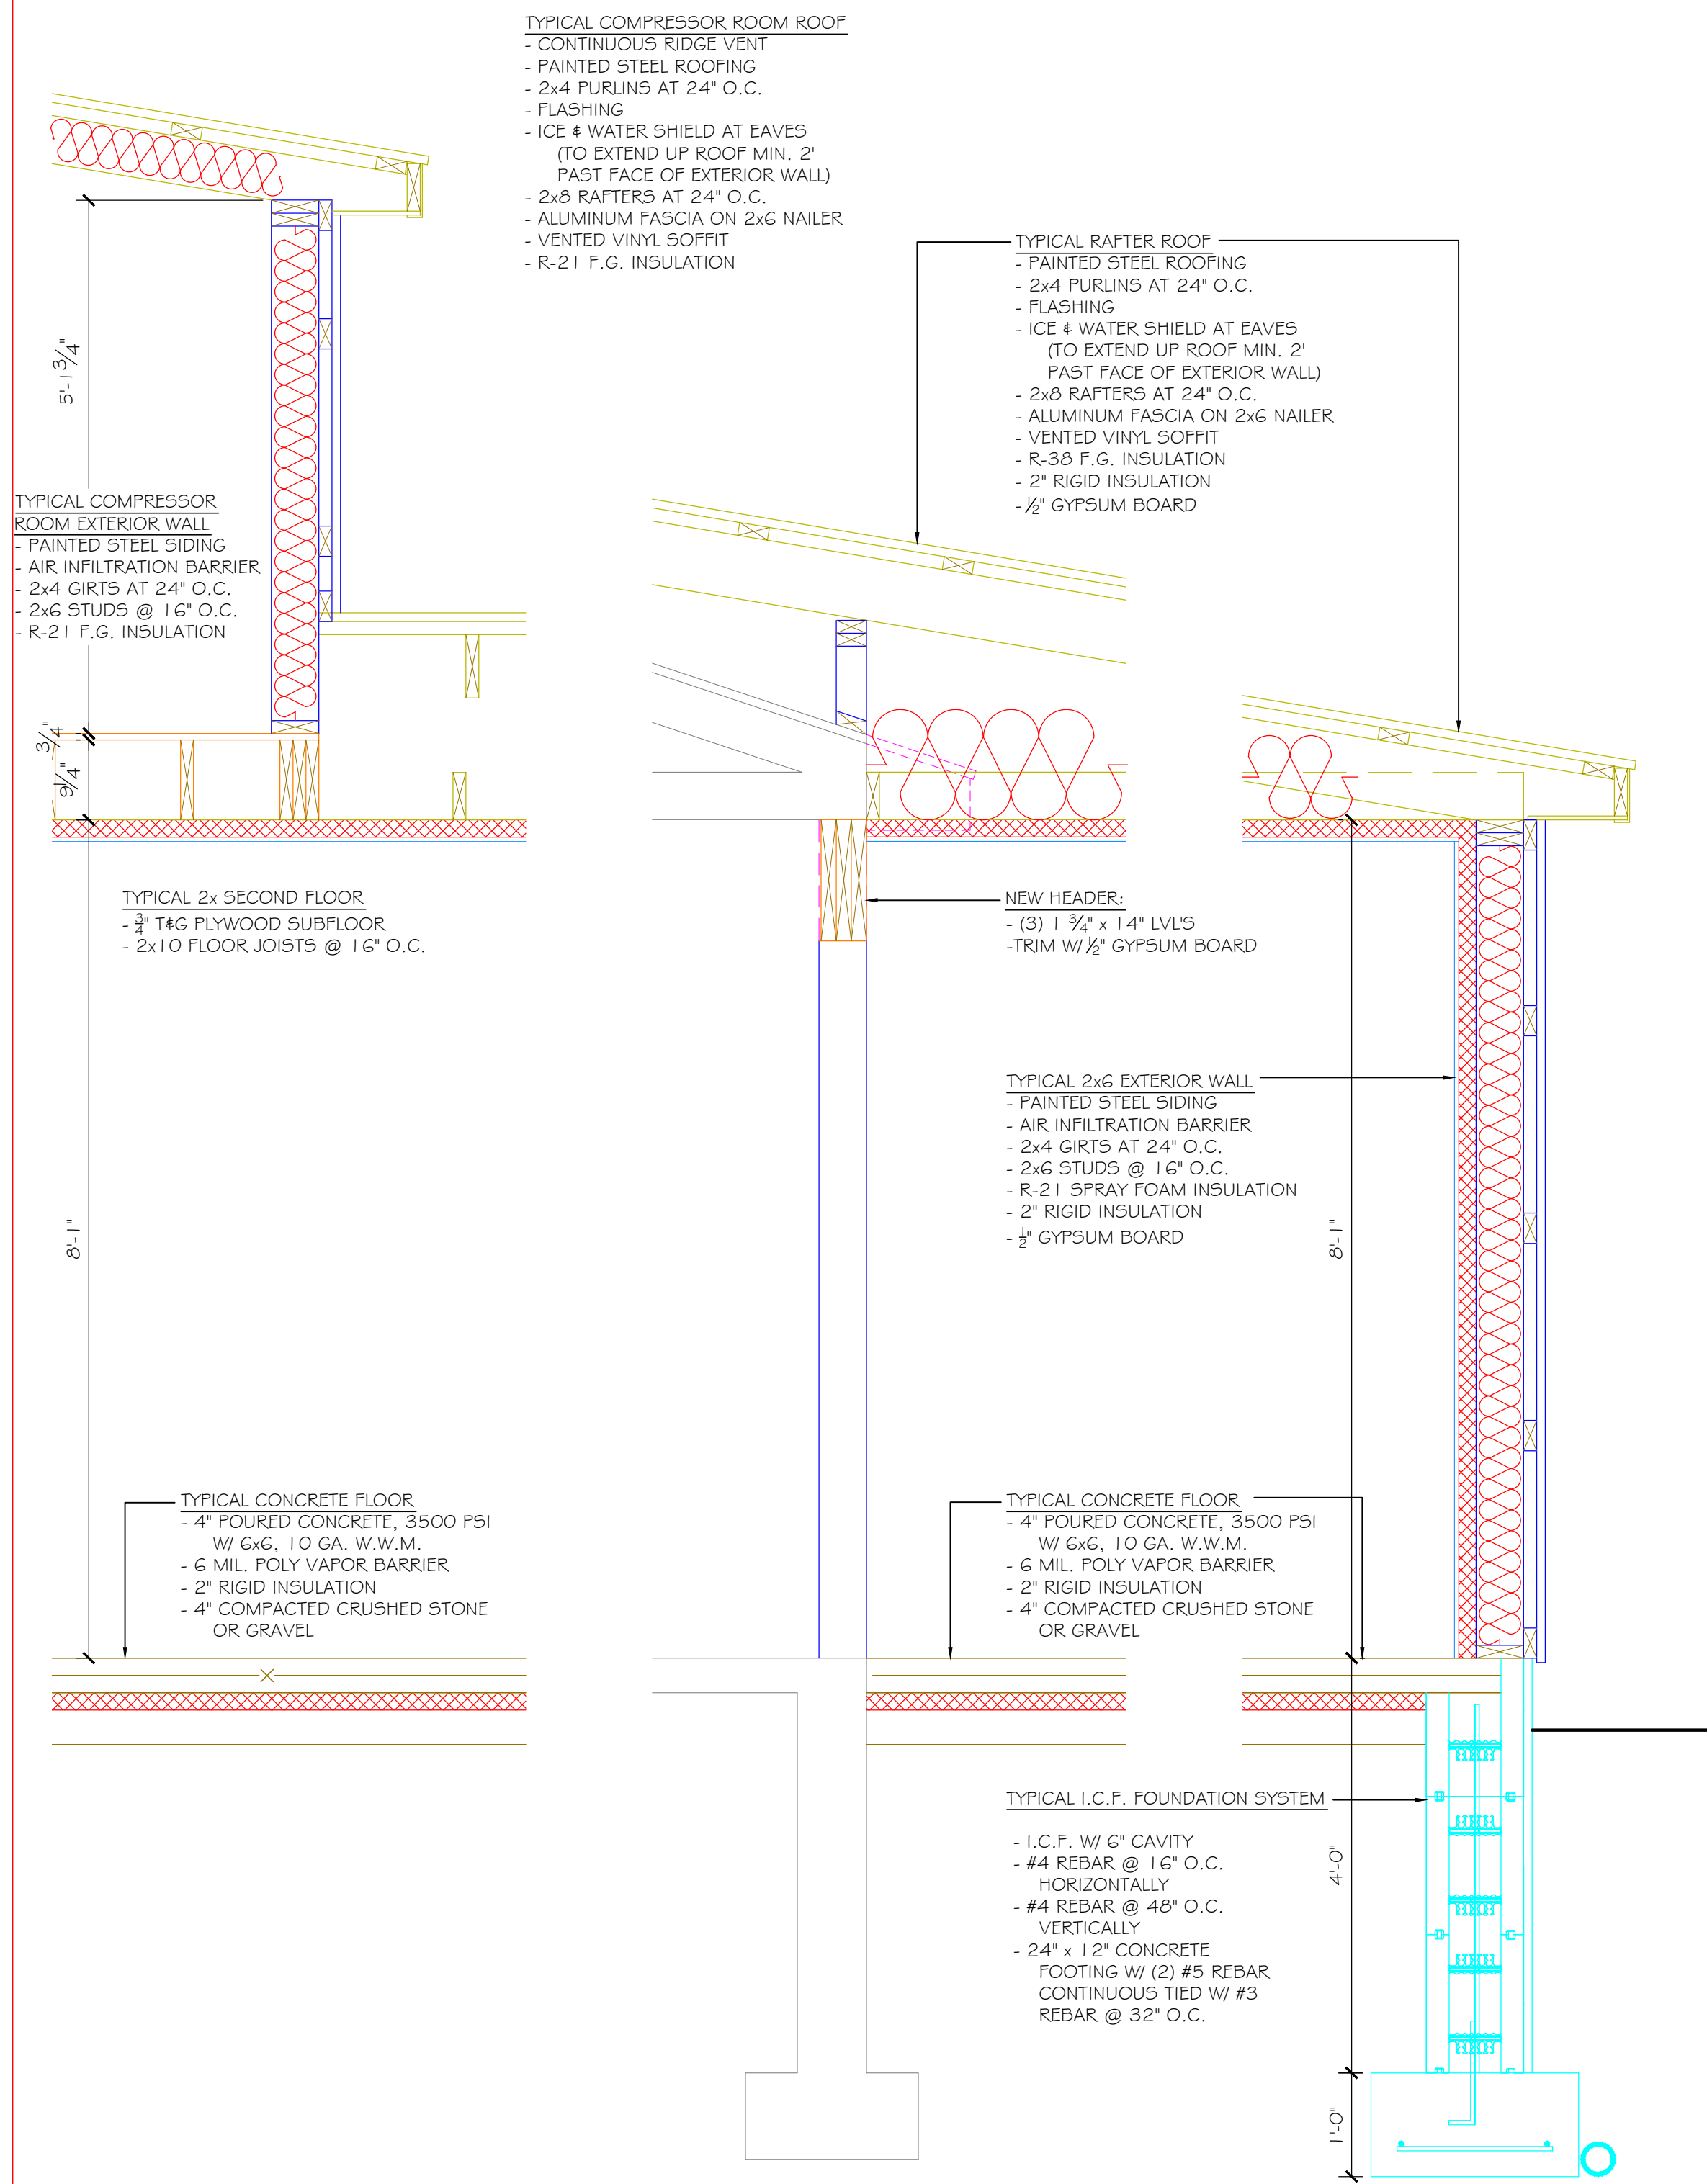 TYPICAL COMPRESSOR ROOM ROOF
- CONTINUOUS RIDGE VENT
- PAINTED STEEL ROOFING
- 2x4 PURLINS AT 24" O.C.
- FLASHING
- ICE & WATER SHIELD AT EAVES
(TO EXTEND UP ROOF MIN. 2'
PAST FACE OF EXTERIOR WALL)
- 2x8 RAFTERS AT 24" O.C.
- ALUMINUM FASCIA ON 2x6 NAILER
- VENTED VINYL SOFFIT
- R-21 F.G. INSULATION
TYPICAL RAFTER ROOF
- PAINTED STEEL ROOFING
- 2x4 PURLINS AT 24" O.C.
- FLASHING
- ICE & WATER SHIELD AT EAVES
(TO EXTEND UP ROOF MIN. 2'
PAST FACE OF EXTERIOR WALL)
- 2x8 RAFTERS AT 24" O.C.
- ALUMINUM FASCIA ON 2x6 NAILER
- VENTED VINYL SOFFIT
- R-38 F.G. INSULATION
- 2" RIGID INSULATION
- 1/2" GYPSUM BOARD
5'-1 3/4"
TYPICAL COMPRESSOR
ROOM EXTERIOR WALL
- PAINTED STEEL SIDING
- AIR INFILTRATION BARRIER
- 2x4 GIRTS AT 24" O.C.
- 2x6 STUDS @ 16" O.C.
- R-21 F.G. INSULATION
3/4"
9 1/4"
TYPICAL 2x SECOND FLOOR
- 3/4" T&G PLYWOOD SUBFLOOR
- 2x10 FLOOR JOISTS @ 16" O.C.
NEW HEADER:
- (3) 1 3/4" x 14" LVL'S
-TRIM W/ 1/2" GYPSUM BOARD
TYPICAL 2x6 EXTERIOR WALL
- PAINTED STEEL SIDING
- AIR INFILTRATION BARRIER
- 2x4 GIRTS AT 24" O.C.
- 2x6 STUDS @ 16" O.C.
- R-21 SPRAY FOAM INSULATION
- 2" RIGID INSULATION
- 1/2" GYPSUM BOARD
8'-1"
8'-1"
TYPICAL CONCRETE FLOOR
- 4" POURED CONCRETE, 3500 PSI
W/ 6x6, 10 GA. W.W.M.
- 6 MIL. POLY VAPOR BARRIER
- 2" RIGID INSULATION
- 4" COMPACTED CRUSHED STONE
OR GRAVEL
TYPICAL CONCRETE FLOOR
- 4" POURED CONCRETE, 3500 PSI
W/ 6x6, 10 GA. W.W.M.
- 6 MIL. POLY VAPOR BARRIER
- 2" RIGID INSULATION
- 4" COMPACTED CRUSHED STONE
OR GRAVEL
TYPICAL I.C.F. FOUNDATION SYSTEM
- I.C.F. W/ 6" CAVITY
- #4 REBAR @ 16" O.C.
HORIZONTALLY
- #4 REBAR @ 48" O.C.
VERTICALLY
- 24" x 12" CONCRETE
FOOTING W/ (2) #5 REBAR
CONTINUOUS TIED W/ #3
REBAR @ 32" O.C.
4'-0"
1'-0"